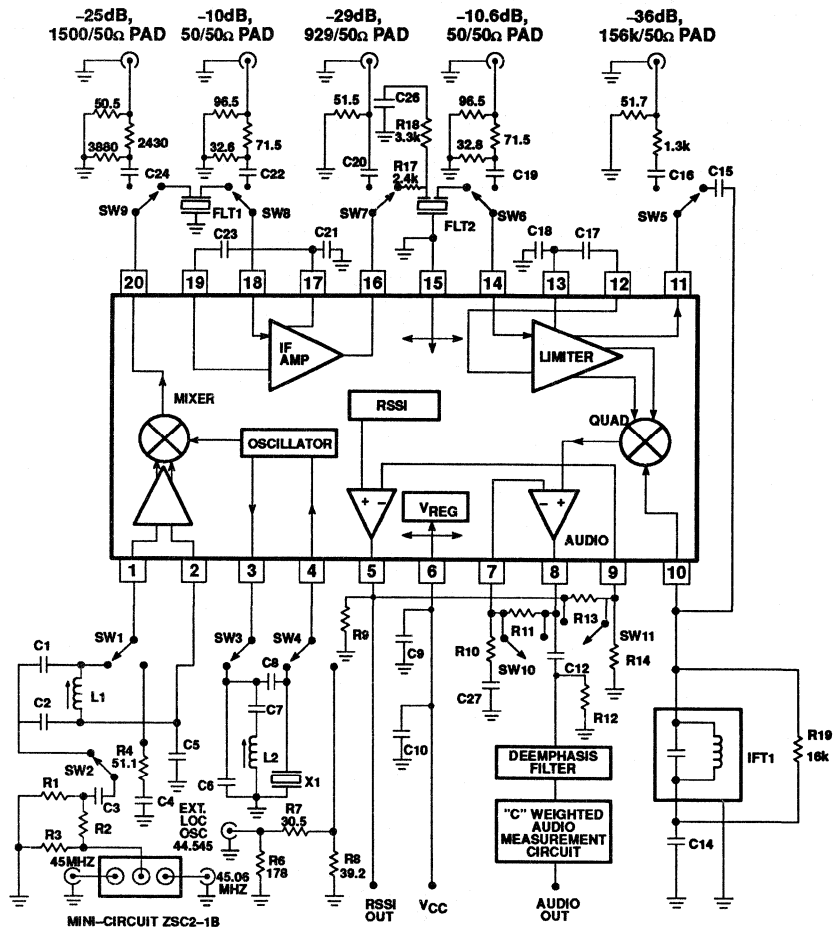 –25dB,
1500/50Ω PAD
–10dB,
50/50Ω PAD
–29dB,
929/50Ω PAD
–10.6dB,
50/50Ω PAD
–36dB,
156k/50Ω PAD
50.5
2430
3880
C24
96.5
71.5
32.6
C22
51.5
C26
R18
3.3k
C20
R17
2.4k
96.5
71.5
32.8
C19
51.7
1.3k
C16
C15
SW9
FLT1
SW8
SW7
FLT2
SW6
SW5
C23
C21
C18
C17
20
19
18
17
16
15
14
13
12
11
IF
AMP
LIMITER
MIXER
RSSI
QUAD
OSCILLATOR
+ –
VREG
– +
AUDIO
1
2
3
4
5
6
7
8
9
10
SW1
SW3
SW4
R9
R13
R11
SW11
C1
C8
C9
R10
SW10
R14
L1
C7
C27
C12
C2
R4
51.1
C5
L2
C10
R12
SW2
C6
X1
IFT1
R19
16k
R1
C3
C4
EXT.
LOC
OSC
44.545
R7
30.5
DEEMPHASIS
FILTER
R2
R3
"C" WEIGHTED
AUDIO
MEASUREMENT
CIRCUIT
C14
45MHZ
45.06
MHZ
R6
178
R8
39.2
RSSI
OUT
VCC
AUDIO
OUT
MINI–CIRCUIT ZSC2–1B